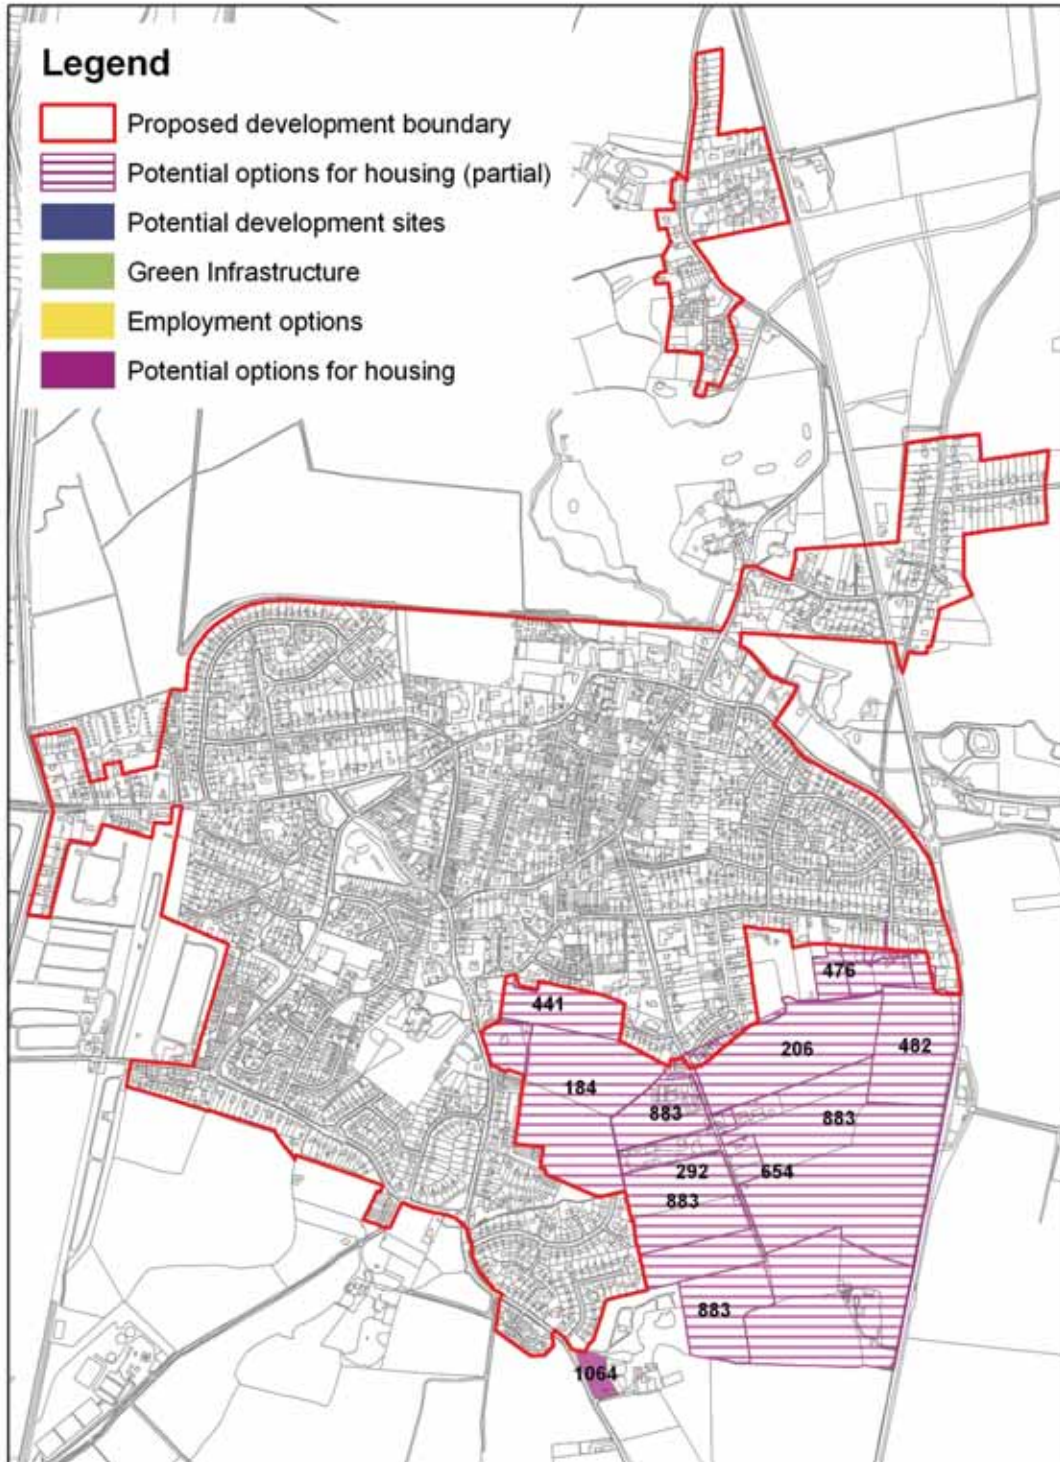 Legend
Proposed development boundary
Potential options for housing (partial)
Potential development sites
Green Infrastructure
Employment options
Potential options for housing
476
441
482
206
184
883
883
292
654
883
883
1064